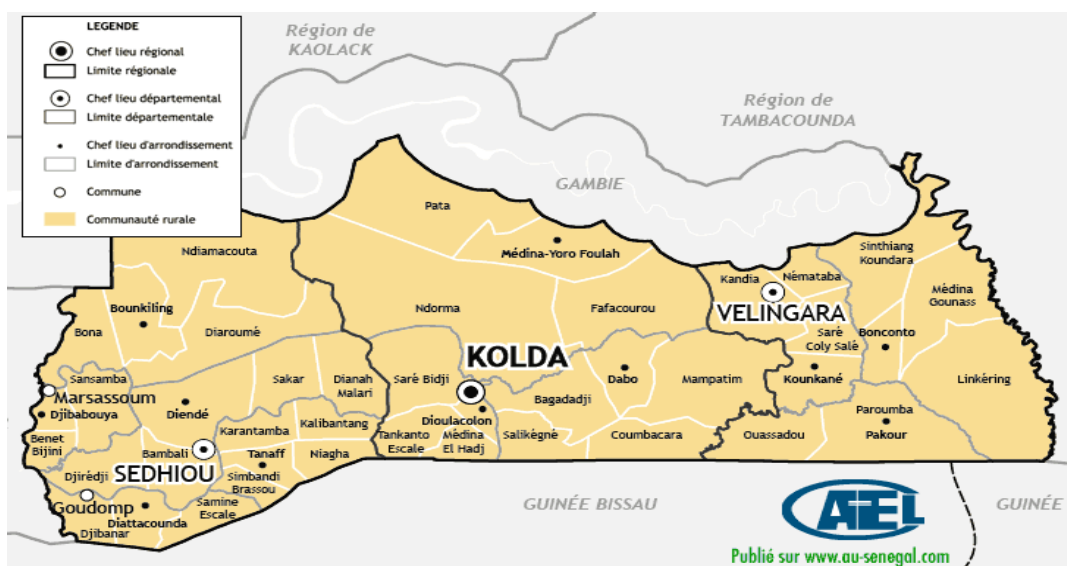 LEGENDE
Chef lieu régional
Limite régionale
Chef lieu départemental
Limite départementale
Chef lieu d'arrondissement
Limite d'arrondissement
Commune
Communauté rurale
Région de
KAOLACK
Région de
TAMBACOUNDA
GAMBIE
Pata
Médina-Yoro Foulah
Ndiamacouta
Sinthiang
Koundara
Kandia
Némataba
Médina
Gounass
Bounkiling
Ndorma
Fafacourou
VELINGARA
Bona
Diaroumé
Saré
Coly Salé
Bonconto
KOLDA
Sansamba
Sakar
Dianah
Malari
Saré Bidji
Dabo
Mampatim
Kounkané
Linkéring
Marsassoum
Djibabouya
Diendé
Bagadadji
Dioulacolon
Paroumba
Benet
Bijini
Karantamba
Kalibantang
Tankanto
Escale
Médina
El Hadj
Salikégné
Coumbacara
Ouassadou
Pakour
Bambali
Tanaff
Niagha
SEDHIOU
Djirédji
Simbandi
Brassou
Goudomp
Samine
Escale
Diattacounda
Djibanar
GUINÉE BISSAU
GUINÉE
ATEL
Publié sur www.au-senegal.com